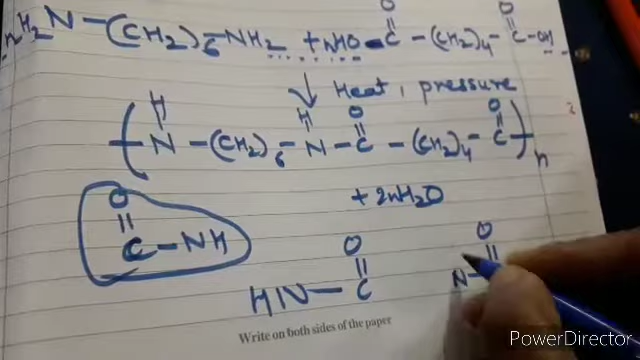 nH₂N–(CH₂)₆–NH₂ + nHO–C(=O)–(CH₂)₄–C(=O)–OH
↓ Heat, pressure
(–N(H)–(CH₂)₆–N(H)–C(=O)–(CH₂)₄–C(=O)–)n
+ 2nH₂O
O=C–NH
HN–C=O
N–C=O
Write on both sides of the paper
PowerDirector